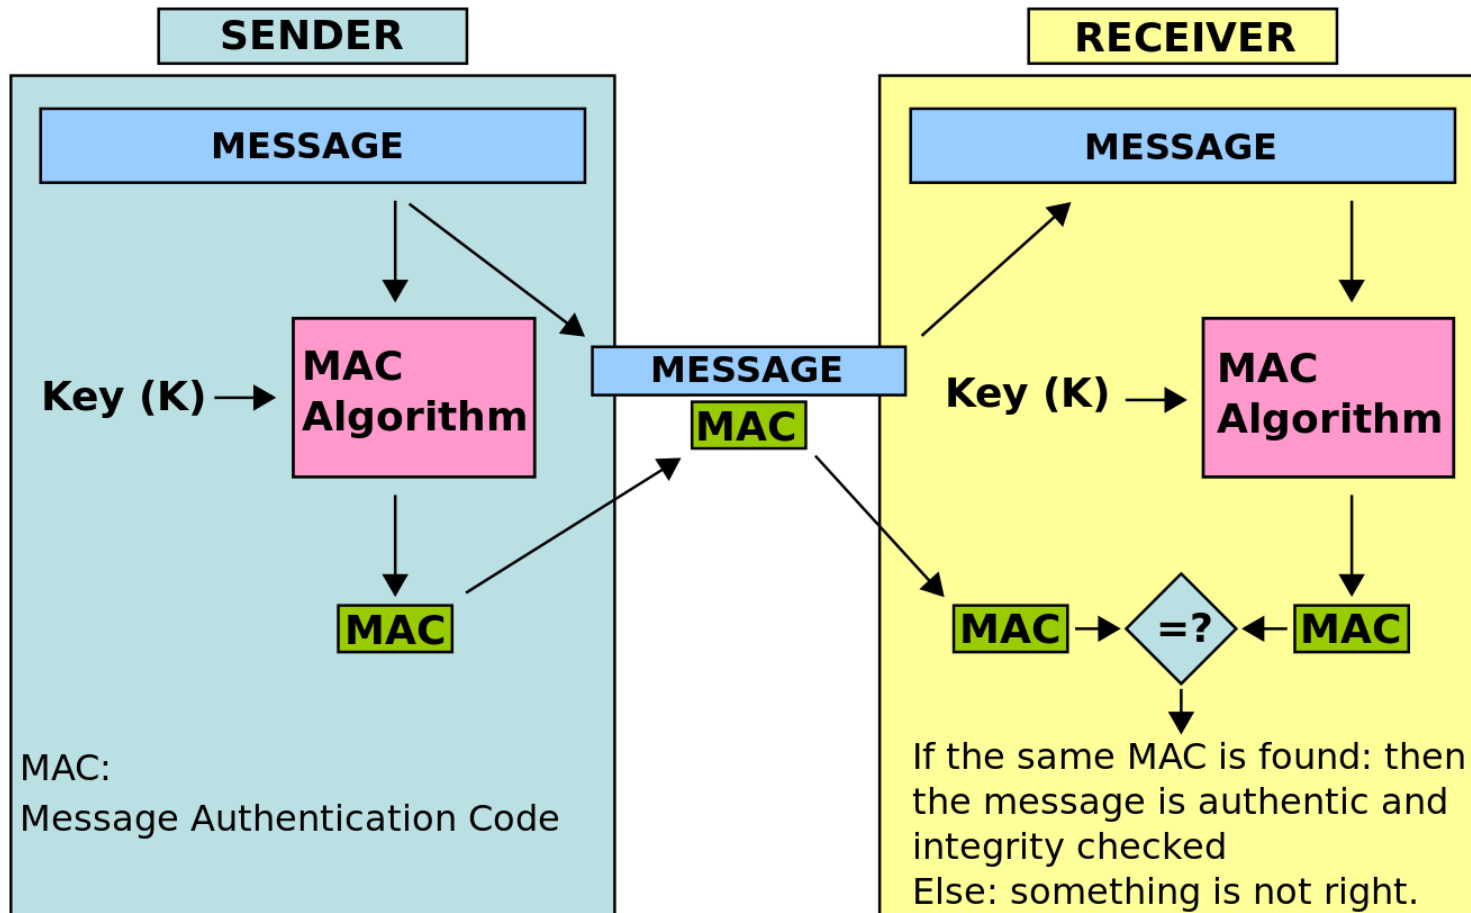 SENDER
MESSAGE
Key (K)
MAC
Algorithm
MAC
MAC:
Message Authentication Code
MESSAGE
MAC
RECEIVER
MESSAGE
Key (K)
MAC
Algorithm
MAC
=?
MAC
If the same MAC is found: then
the message is authentic and
integrity checked
Else: something is not right.